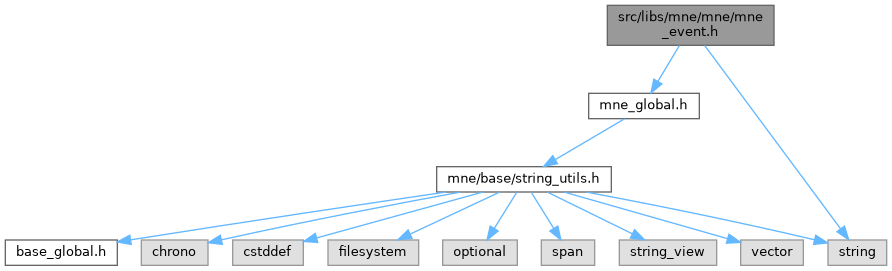 src/libs/mne/mne/mne
_event.h
mne_global.h
mne/base/string_utils.h
base_global.h
chrono
cstddef
filesystem
optional
span
string_view
vector
string